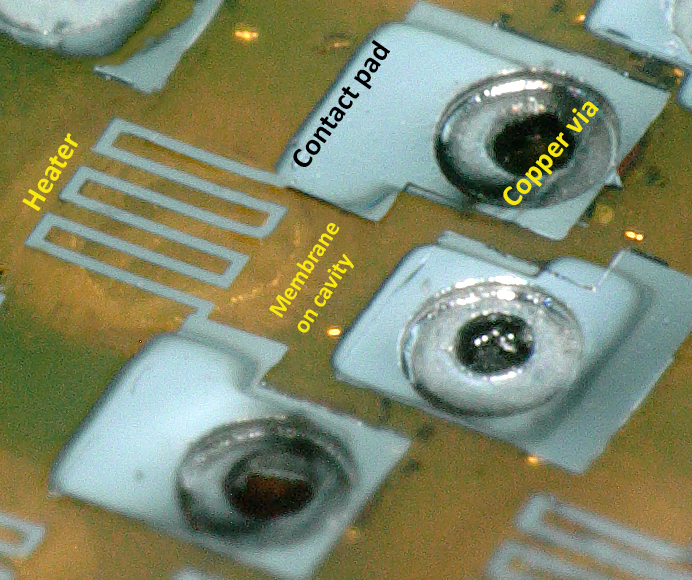 Contact pad
Copper via
Heater
Membrane
on cavity